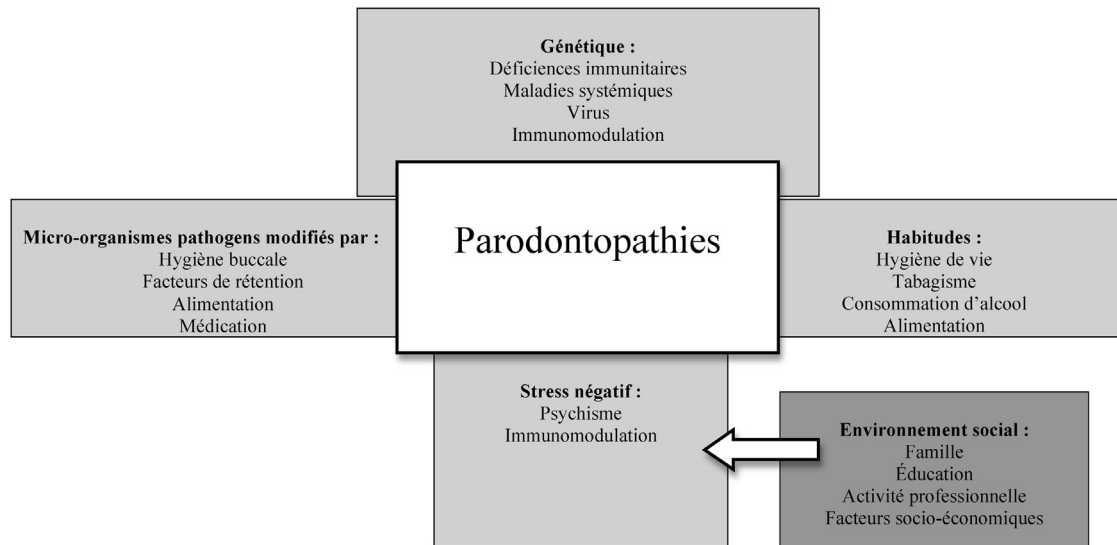 Génétique :
Déficiences immunitaires
Maladies systémiques
Virus
Immunomodulation
Micro-organismes pathogens modifiés par :
Hygiène buccale
Facteurs de rétention
Alimentation
Médication
Parodontopathies
Habitudes :
Hygiène de vie
Tabagisme
Consommation d’alcool
Alimentation
Stress négatif :
Psychisme
Immunomodulation
Environnement social :
Famille
Éducation
Activité professionnelle
Facteurs socio-économiques